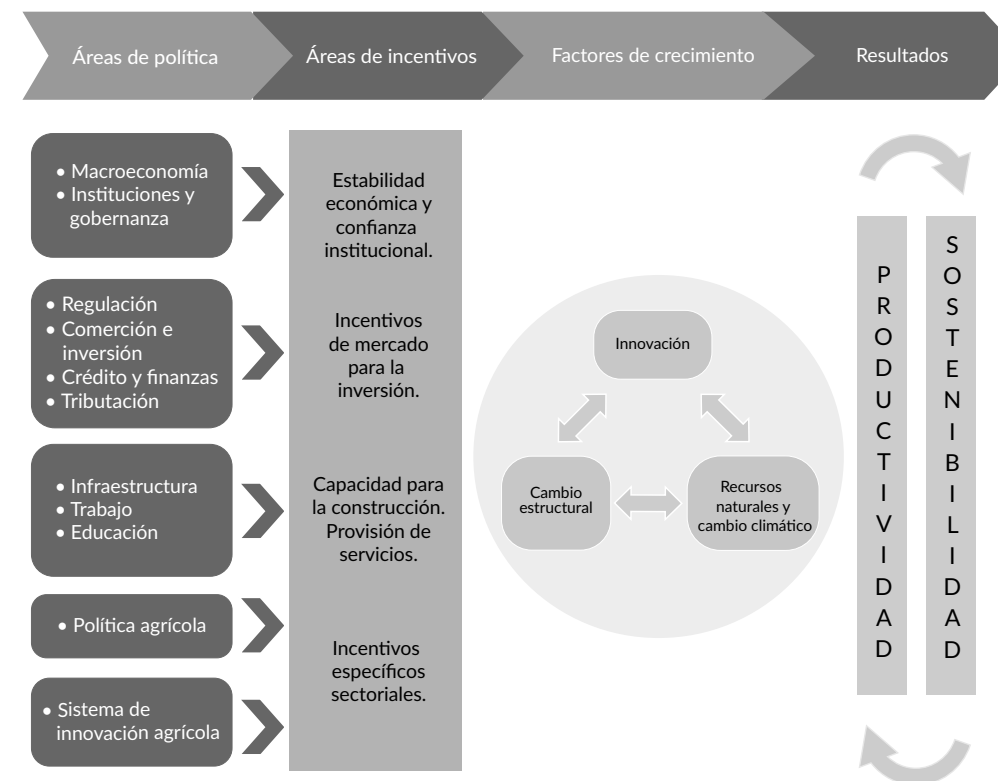 Áreas de política
Áreas de incentivos
Factores de crecimiento
Resultados
• Macroeconomía
• Instituciones y
gobernanza
• Regulación
• Comerción e
inversión
• Crédito y finanzas
• Tributación
• Infraestructura
• Trabajo
• Educación
• Política agrícola
• Sistema de
innovación agrícola
Estabilidad
económica y
confianza
institucional.
Incentivos
de mercado
para la
inversión.
Capacidad para
la construcción.
Provisión de
servicios.
Incentivos
específicos
sectoriales.
Innovación
Cambio
estructural
Recursos
naturales y
cambio climático
PRODUCTIVIDAD
SOSTENIBILIDAD